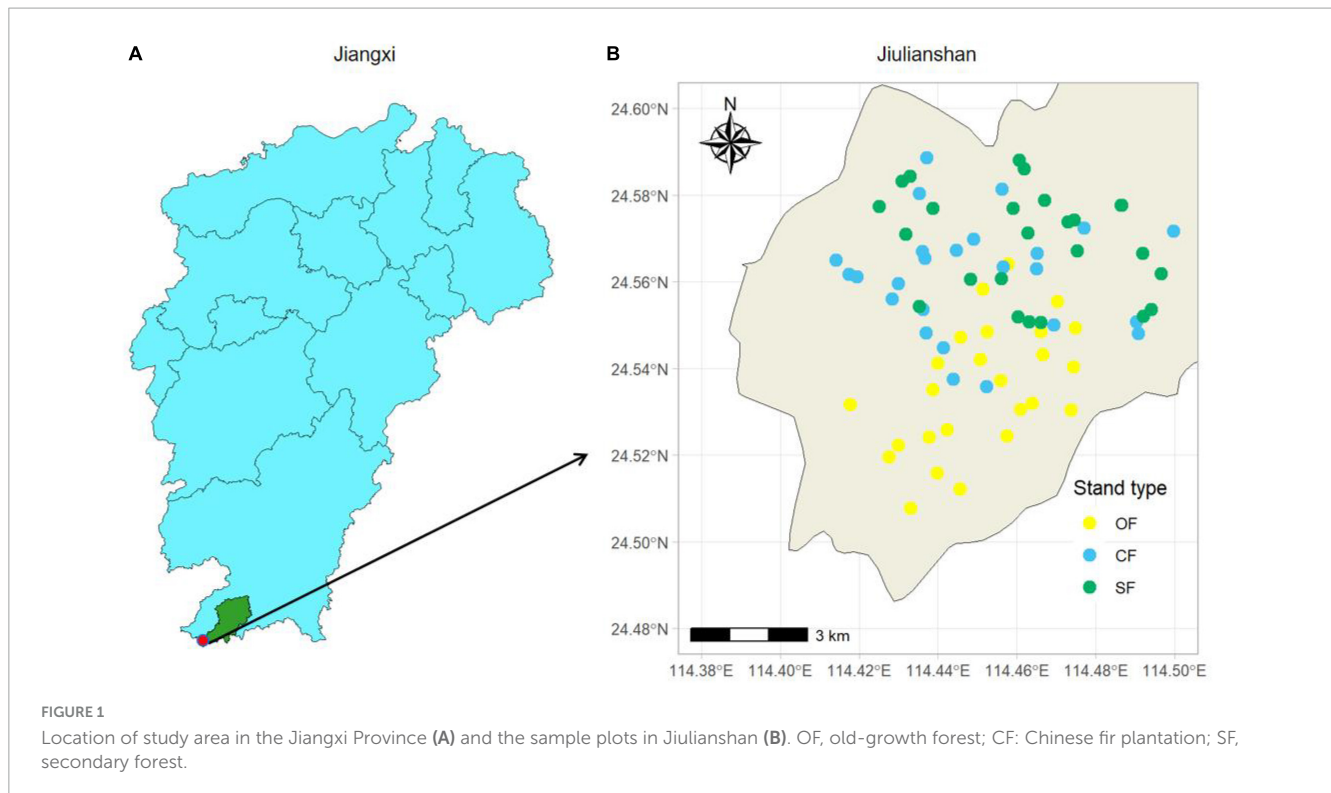 A
Jiangxi
B
Jiulianshan
N
24.60°N
24.58°N
24.56°N
24.54°N
24.52°N
24.50°N
24.48°N
Stand type
OF
CF
SF
3 km
114.38°E 114.40°E 114.42°E 114.44°E 114.46°E 114.48°E 114.50°E
FIGURE 1
Location of study area in the Jiangxi Province (A) and the sample plots in Jiulianshan (B). OF, old-growth forest; CF: Chinese fir plantation; SF,
secondary forest.